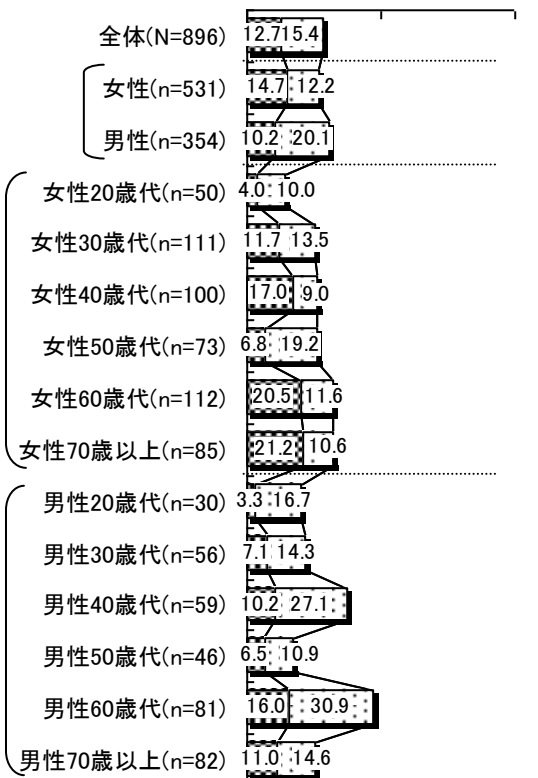 全体(N=896) 12.7 15.4
女性(n=531) 14.7 12.2
男性(n=354) 10.2 20.1
女性20歳代(n=50) 4.0 10.0
女性30歳代(n=111) 11.7 13.5
女性40歳代(n=100) 17.0 9.0
女性50歳代(n=73) 6.8 19.2
女性60歳代(n=112) 20.5 11.6
女性70歳以上(n=85) 21.2 10.6
男性20歳代(n=30) 3.3 16.7
男性30歳代(n=56) 7.1 14.3
男性40歳代(n=59) 10.2 27.1
男性50歳代(n=46) 6.5 10.9
男性60歳代(n=81) 16.0 30.9
男性70歳以上(n=82) 11.0 14.6